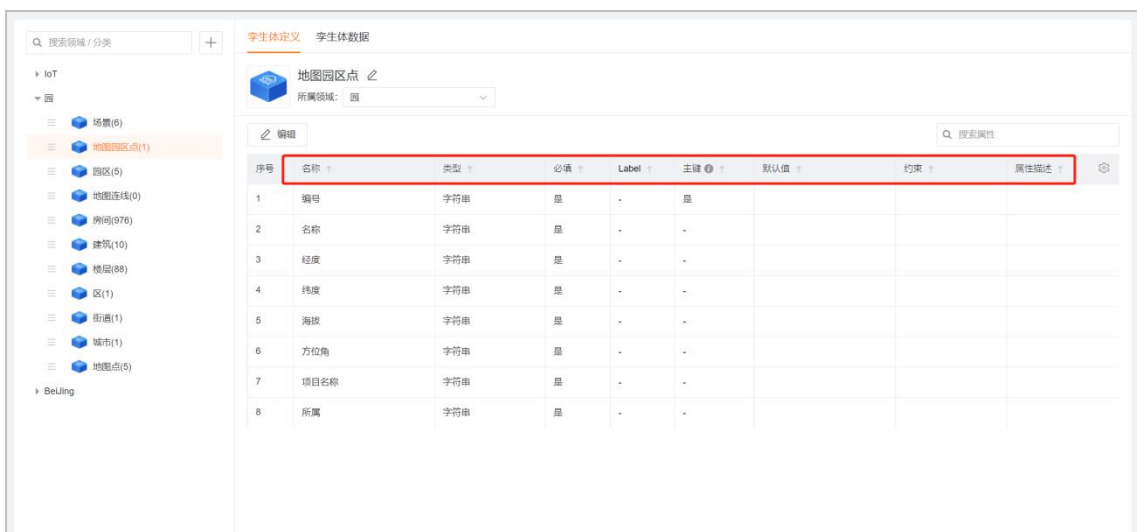 搜索领域 / 分类
IoT
园
场景(6)
地图园区点(1)
园区(5)
地图连线(0)
房间(976)
建筑(10)
楼层(88)
区(1)
街道(1)
城市(1)
地图点(5)
BeiJing
孪生体定义 孪生体数据
地图园区点
所属领域: 园
编辑 搜索属性
序号 名称 类型 必填 Label 主键 默认值 约束 属性描述
1 编号 字符串 是 - 是
2 名称 字符串 是 - -
3 经度 字符串 是 - -
4 纬度 字符串 是 - -
5 海拔 字符串 是 - -
6 方位角 字符串 是 - -
7 项目名称 字符串 是 - -
8 所属 字符串 是 - -